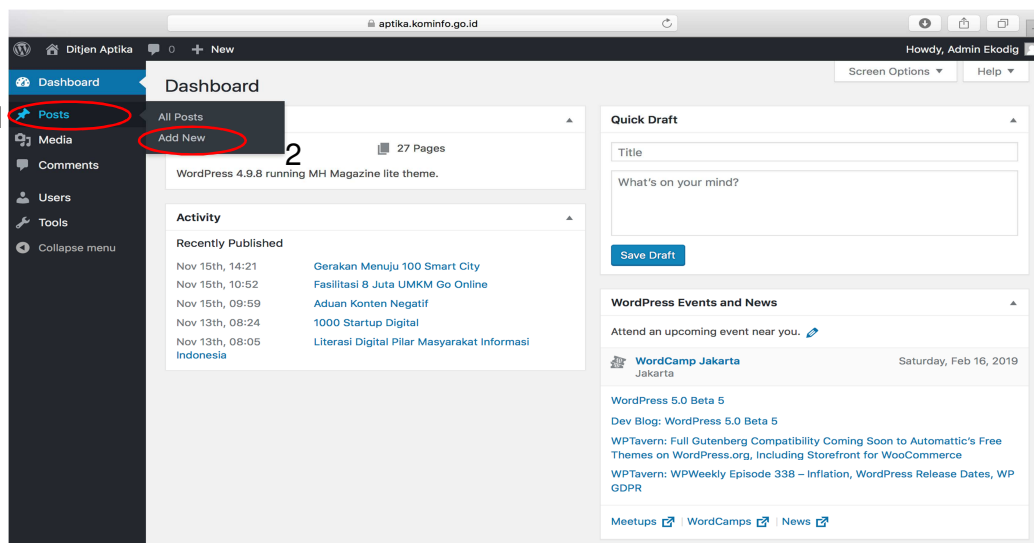 aptika.kominfo.go.id
Ditjen Aptika 0 + New
Howdy, Admin Ekodig
Dashboard
Posts
Media
Comments
Users
Tools
Collapse menu
All Posts
Add New
2
Screen Options
Help
Dashboard
27 Pages
WordPress 4.9.8 running MH Magazine lite theme.
Activity
Recently Published
Nov 15th, 14:21 Gerakan Menuju 100 Smart City
Nov 15th, 10:52 Fasilitasi 8 Juta UMKM Go Online
Nov 15th, 09:59 Aduan Konten Negatif
Nov 13th, 08:24 1000 Startup Digital
Nov 13th, 08:05 Literasi Digital Pilar Masyarakat Informasi
Indonesia
Quick Draft
Title
What's on your mind?
Save Draft
WordPress Events and News
Attend an upcoming event near you.
WordCamp Jakarta Saturday, Feb 16, 2019
Jakarta
WordPress 5.0 Beta 5
Dev Blog: WordPress 5.0 Beta 5
WPTavern: Full Gutenberg Compatibility Coming Soon to Automattic's Free
Themes on WordPress.org, Including Storefront for WooCommerce
WPTavern: WPWeekly Episode 338 – Inflation, WordPress Release Dates, WP
GDPR
Meetups | WordCamps | News